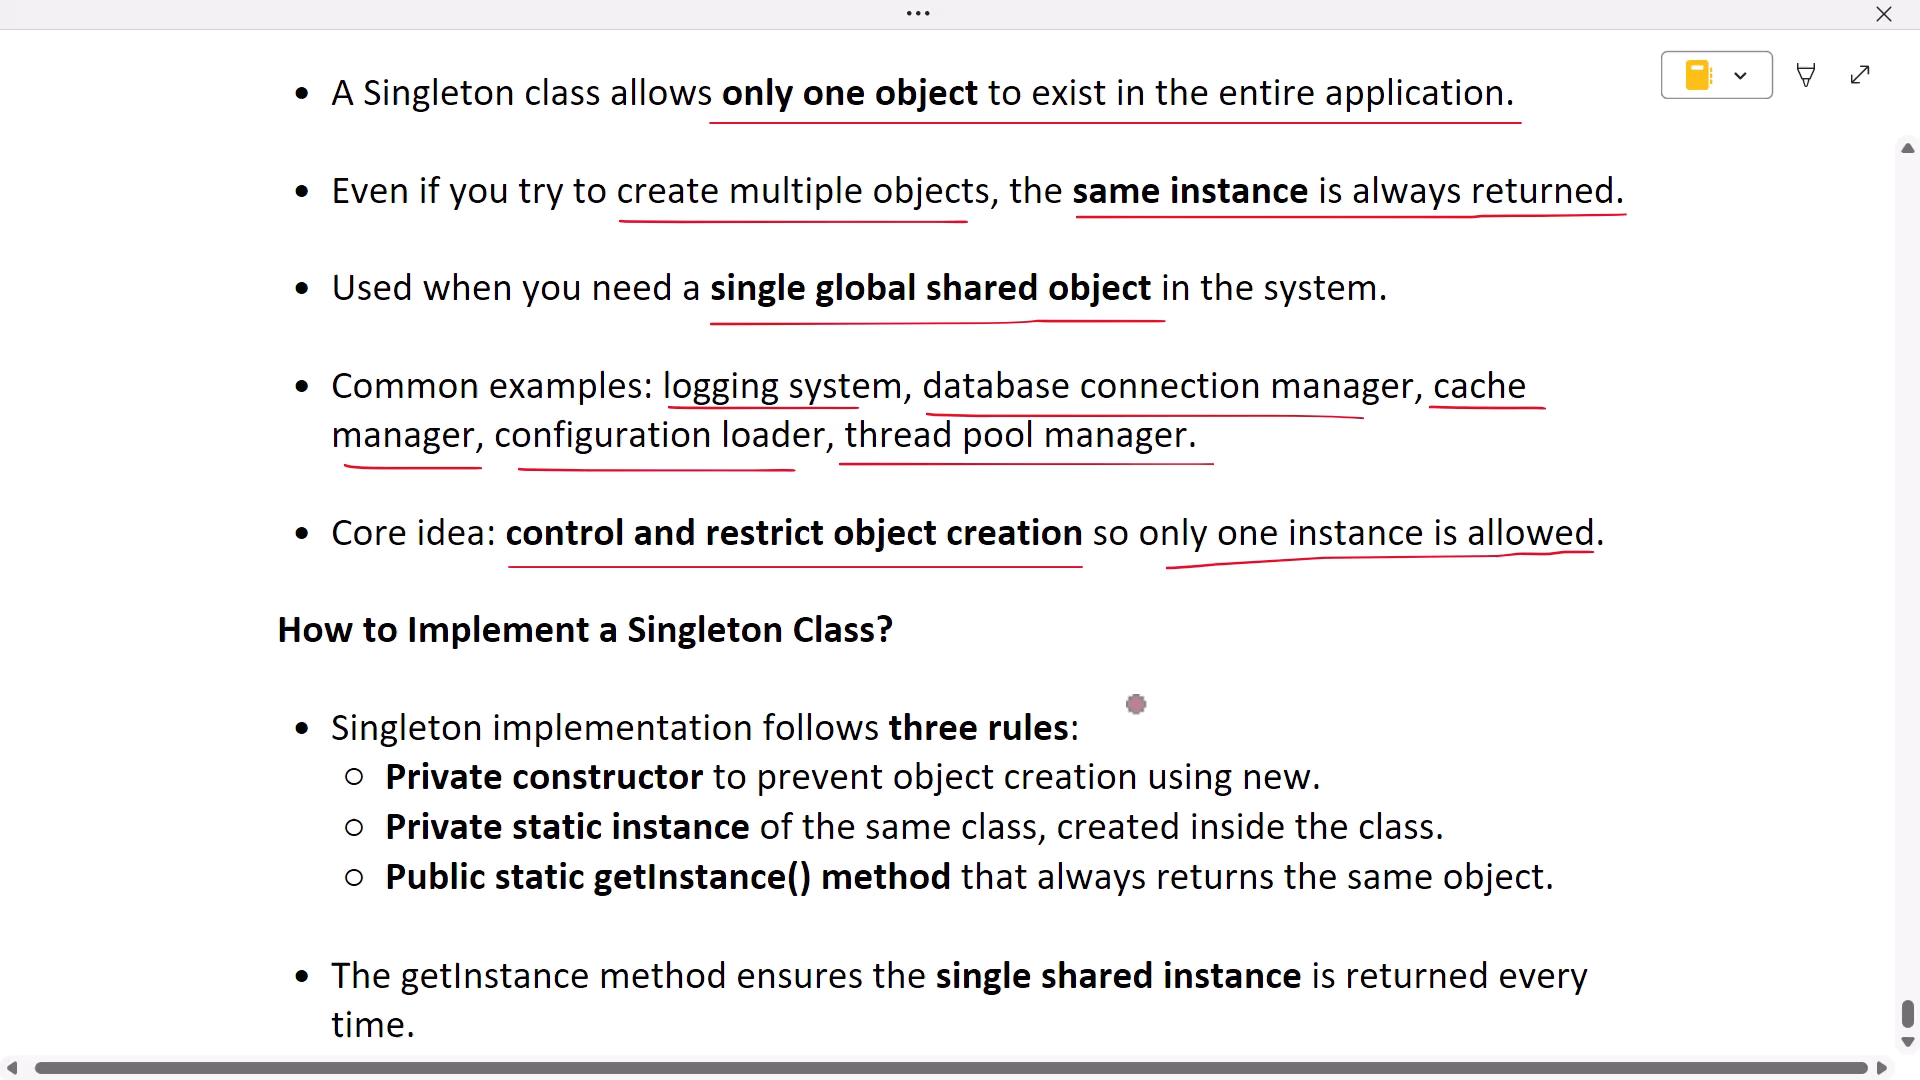 • A Singleton class allows only one object to exist in the entire application.
• Even if you try to create multiple objects, the same instance is always returned.
• Used when you need a single global shared object in the system.
• Common examples: logging system, database connection manager, cache
manager, configuration loader, thread pool manager.
• Core idea: control and restrict object creation so only one instance is allowed.
How to Implement a Singleton Class?
• Singleton implementation follows three rules:
○ Private constructor to prevent object creation using new.
○ Private static instance of the same class, created inside the class.
○ Public static getInstance() method that always returns the same object.
• The getInstance method ensures the single shared instance is returned every
time.